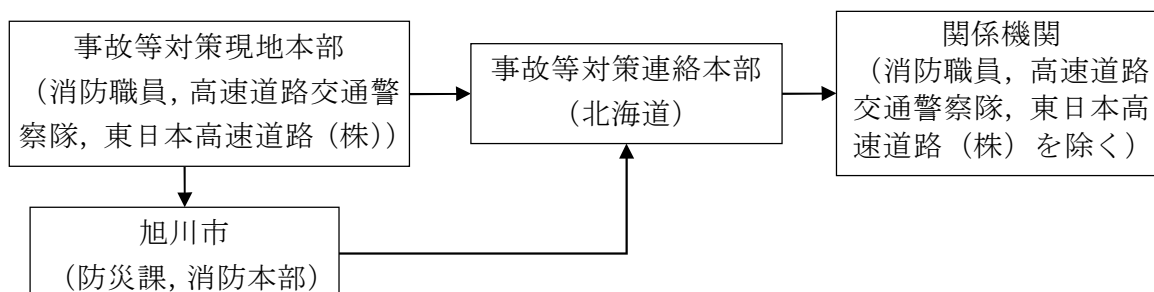 事故等対策現地本部
（消防職員，高速道路交通警
察隊，東日本高速道路（株））
事故等対策連絡本部
（北海道）
関係機関
（消防職員，高速道路
交通警察隊，東日本高
速道路（株）を除く）
旭川市
（防災課，消防本部）